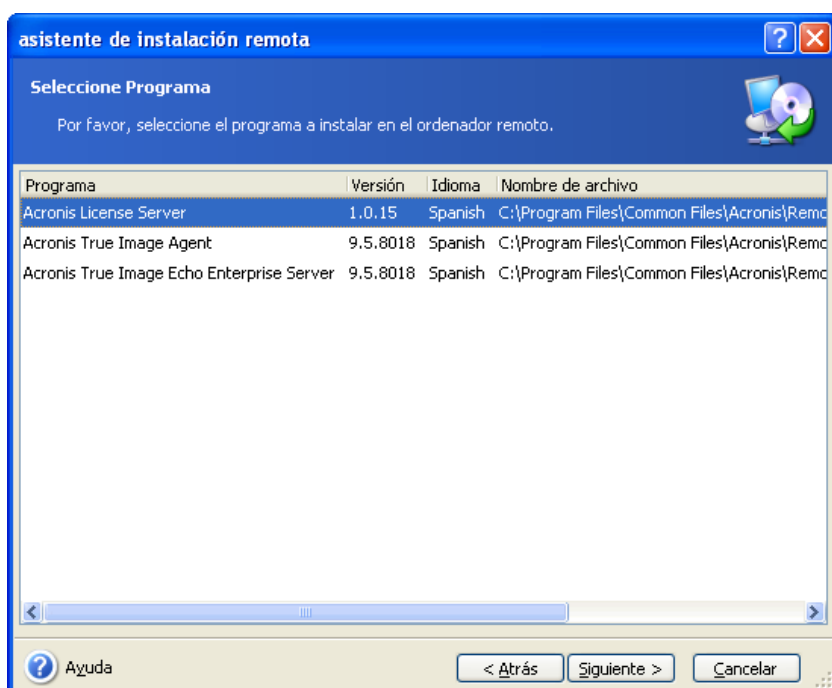 asistente de instalación remota
Seleccione Programa
Por favor, seleccione el programa a instalar en el ordenador remoto.
Programa Versión Idioma Nombre de archivo
Acronis License Server 1.0.15 Spanish C:\Program Files\Common Files\Acronis\Remo
Acronis True Image Agent 9.5.8018 Spanish C:\Program Files\Common Files\Acronis\Remo
Acronis True Image Echo Enterprise Server 9.5.8018 Spanish C:\Program Files\Common Files\Acronis\Remo
Ayuda < Atrás Siguiente > Cancelar